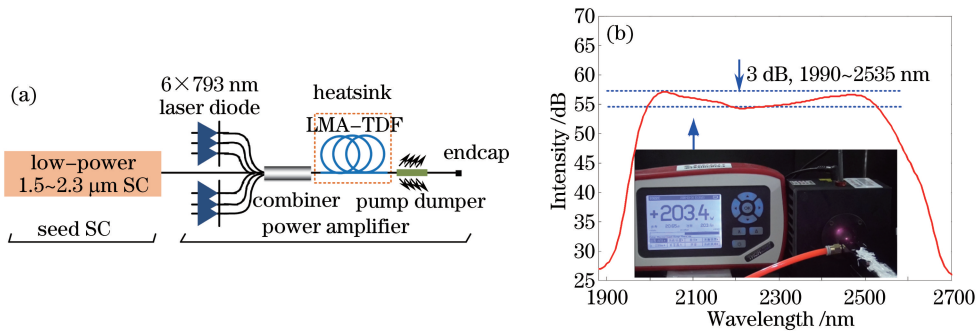 (a)
6×793 nm
laser diode
heatsink
LMA-TDF
endcap
low-power
1.5~2.3 μm SC
combiner
pump dumper
seed SC
power amplifier
(b)
Intensity /dB
70
65
60
55
50
45
40
35
30
25
3 dB, 1990~2535 nm
+203.4
1900
2100
2300
2500
2700
Wavelength /nm